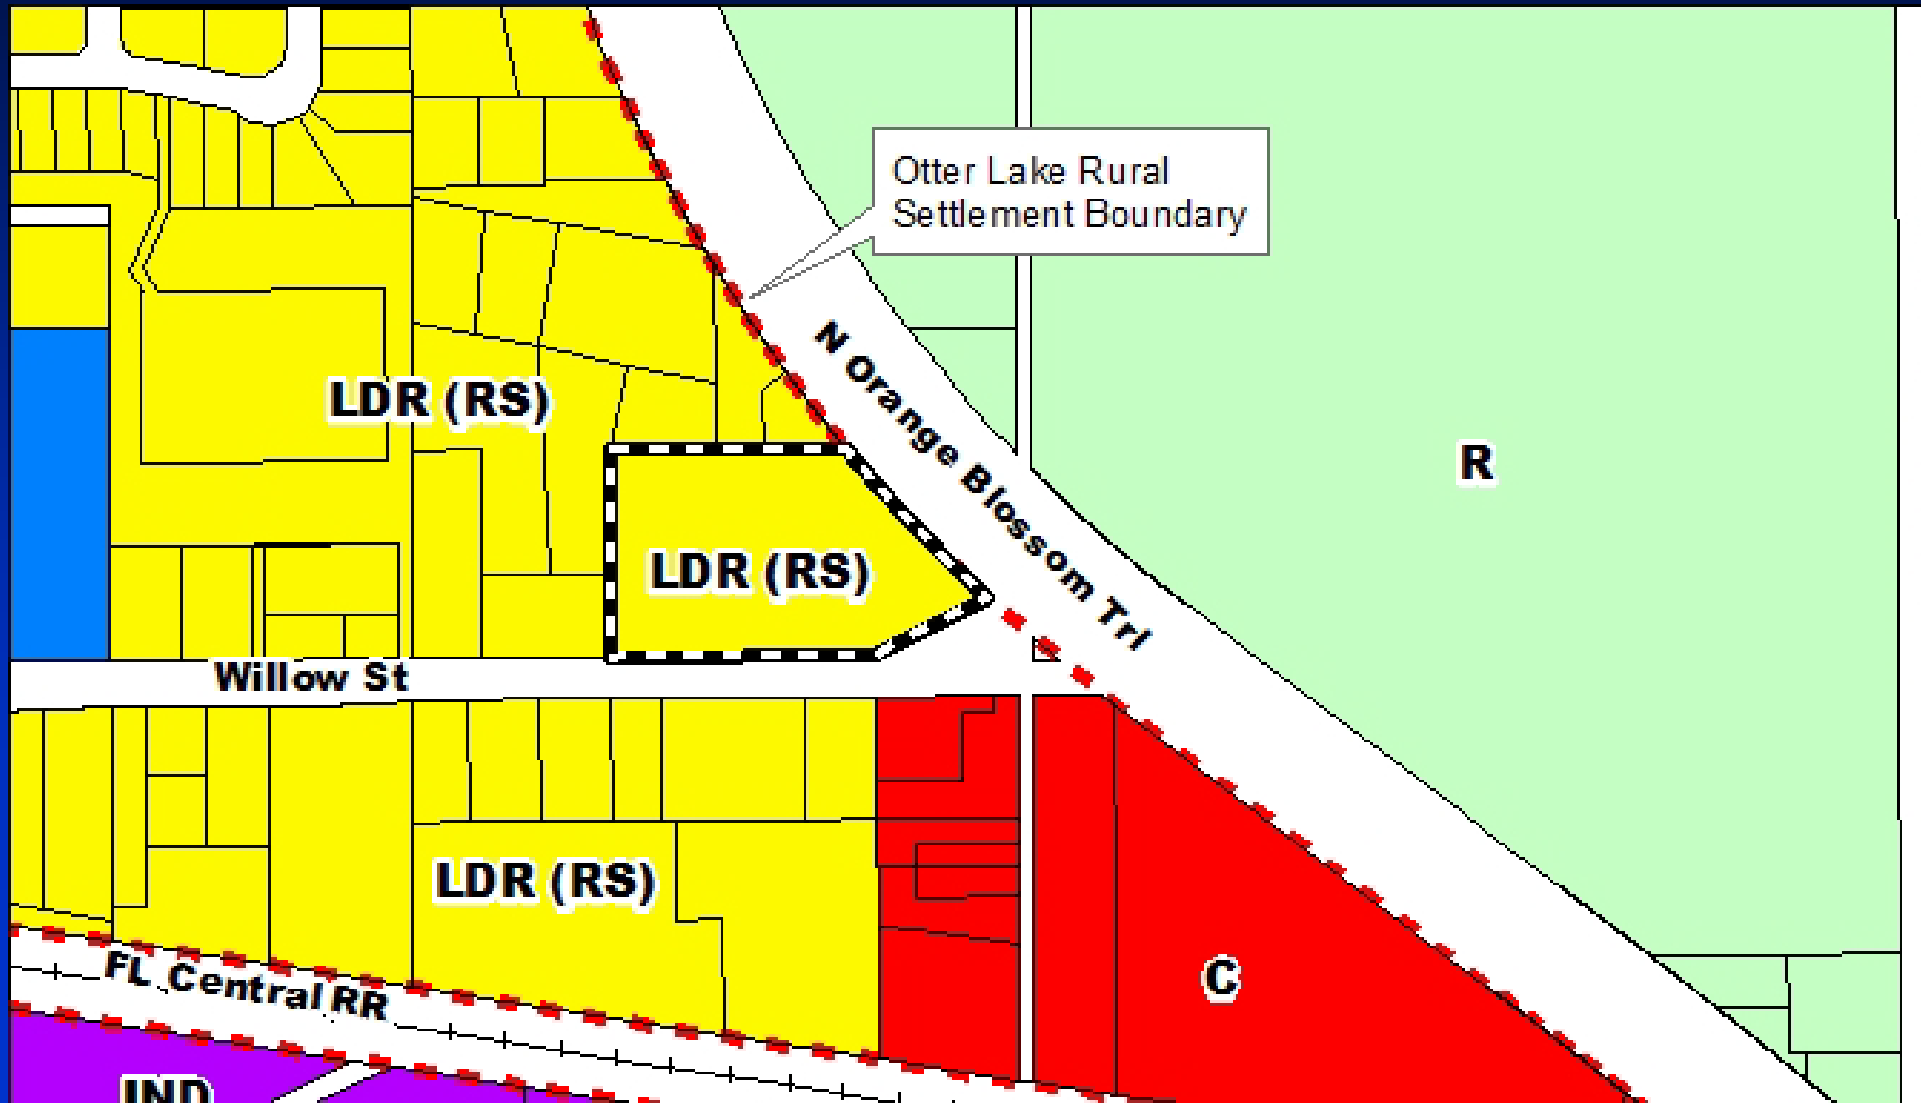 Otter Lake Rural
Settlement Boundary
N Orange Blossom Trl
LDR (RS)
R
LDR (RS)
Willow St
LDR (RS)
C
FL Central RR
IND